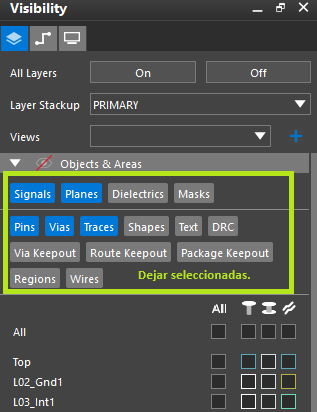 Visibility
All Layers On Off
Layer Stackup PRIMARY
Views
Objects & Areas
Signals Planes Dielectrics Masks
Pins Vias Traces Shapes Text DRC
Via Keepout Route Keepout Package Keepout
Regions Wires Dejar seleccionadas.
All
All
Top
L02_Gnd1
L03_Int1